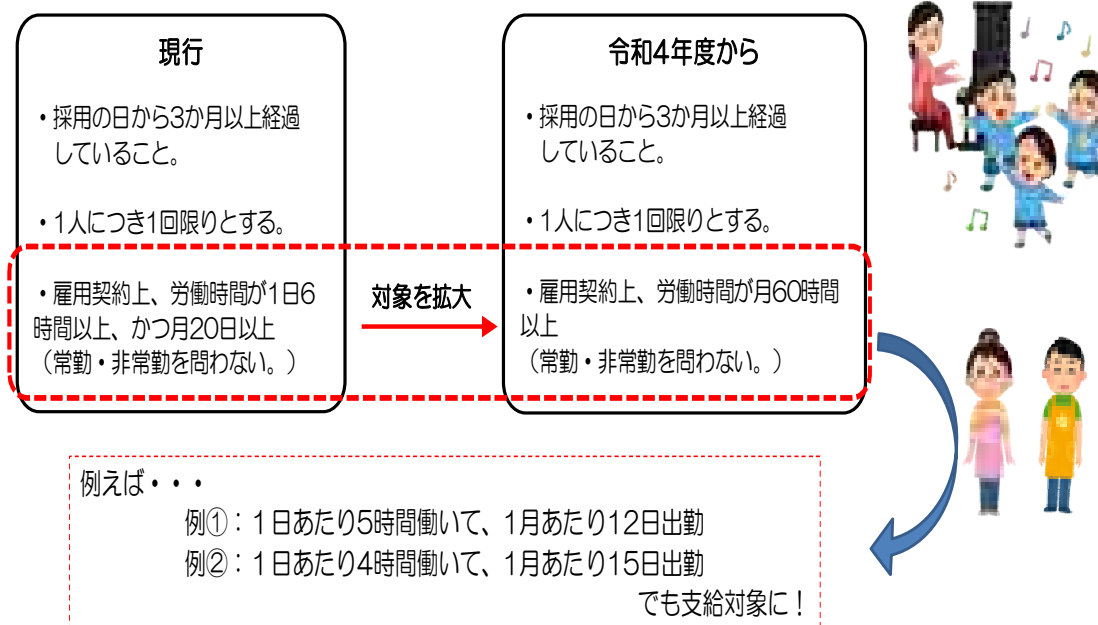 現行
・採用の日から3か月以上経過
していること。
・1人につき1回限りとする。
・雇用契約上、労働時間が1日6
時間以上、かつ月20日以上
（常勤・非常勤を問わない。）
対象を拡大
令和4年度から
・採用の日から3か月以上経過
していること。
・1人につき1回限りとする。
・雇用契約上、労働時間が月60時間
以上
（常勤・非常勤を問わない。）
例えば・・・
例①：１日あたり5時間働いて、1月あたり12日出勤
例②：１日あたり4時間働いて、1月あたり15日出勤
でも支給対象に！